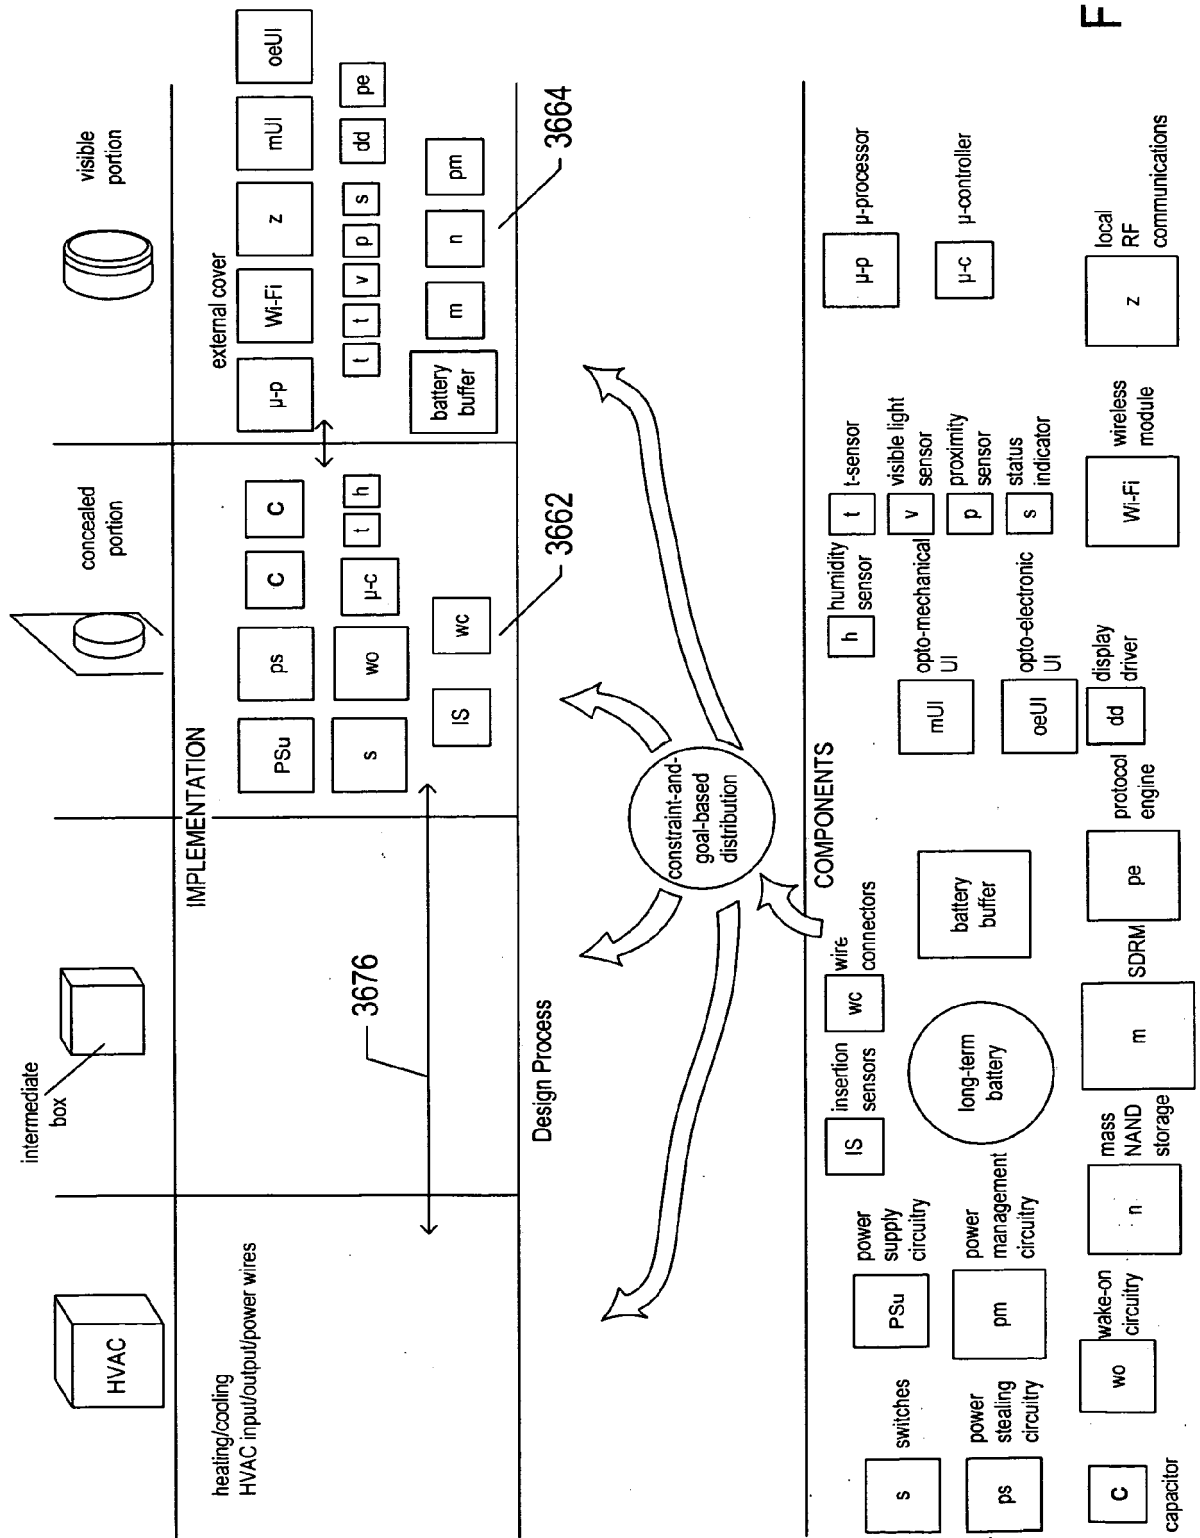 HVAC
intermediate
box
concealed
portion
visible
portion
IMPLEMENTATION
heating/cooling
HVAC input/output/power wires
3676
PSu
ps
C
C
s
wo
μ-c
t
h
IS
wc
3662
external cover
μ-p
Wi-Fi
z
mUI
oeUI
t
t
v
p
s
dd
pe
battery
buffer
m
n
pm
3664
Design Process
constraint-and-
goal-based
distribution
COMPONENTS
s
switches
PSu
power
supply
circuitry
IS
insertion
sensors
wc
wire
connectors
h
humidity
sensor
t
t-sensor
v
visible light
sensor
p
proximity
sensor
s
status
indicator
μ-p
μ-processor
μ-c
μ-controller
ps
power
stealing
circuitry
pm
power
management
circuitry
long-term
battery
battery
buffer
mUI
opto-mechanical
UI
oeUI
opto-electronic
UI
C
capacitor
wo
wake-on
circuitry
n
mass
NAND
storage
m
SDRM
pe
protocol
engine
dd
display
driver
Wi-Fi
wireless
module
z
local
RF
communications
F